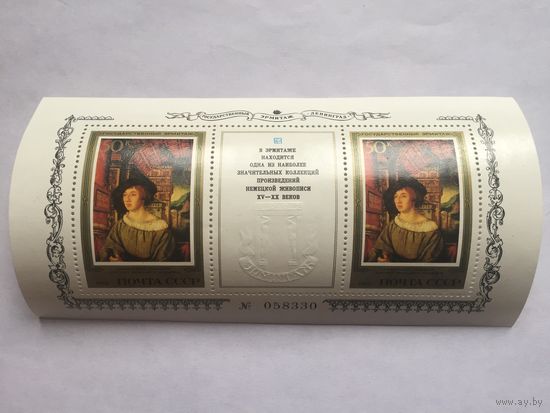 ГОСУДАРСТВЕННЫЙ ЭРМИТАЖ ЛЕНИНГРАД
ГОСУДАРСТВЕННЫЙ ЭРМИТАЖ
50к
ПОЧТА СССР
В ЭРМИТАЖЕ
НАХОДИТСЯ
ОДНА ИЗ НАИБОЛЕЕ
ЗНАЧИТЕЛЬНЫХ КОЛЛЕКЦИЙ
ПРОИЗВЕДЕНИЙ
НЕМЕЦКОЙ ЖИВОПИСИ
XV—XX ВЕКОВ
ГОСУДАРСТВЕННЫЙ ЭРМИТАЖ
50к
ПОЧТА СССР
№ 058330
www.ay.by